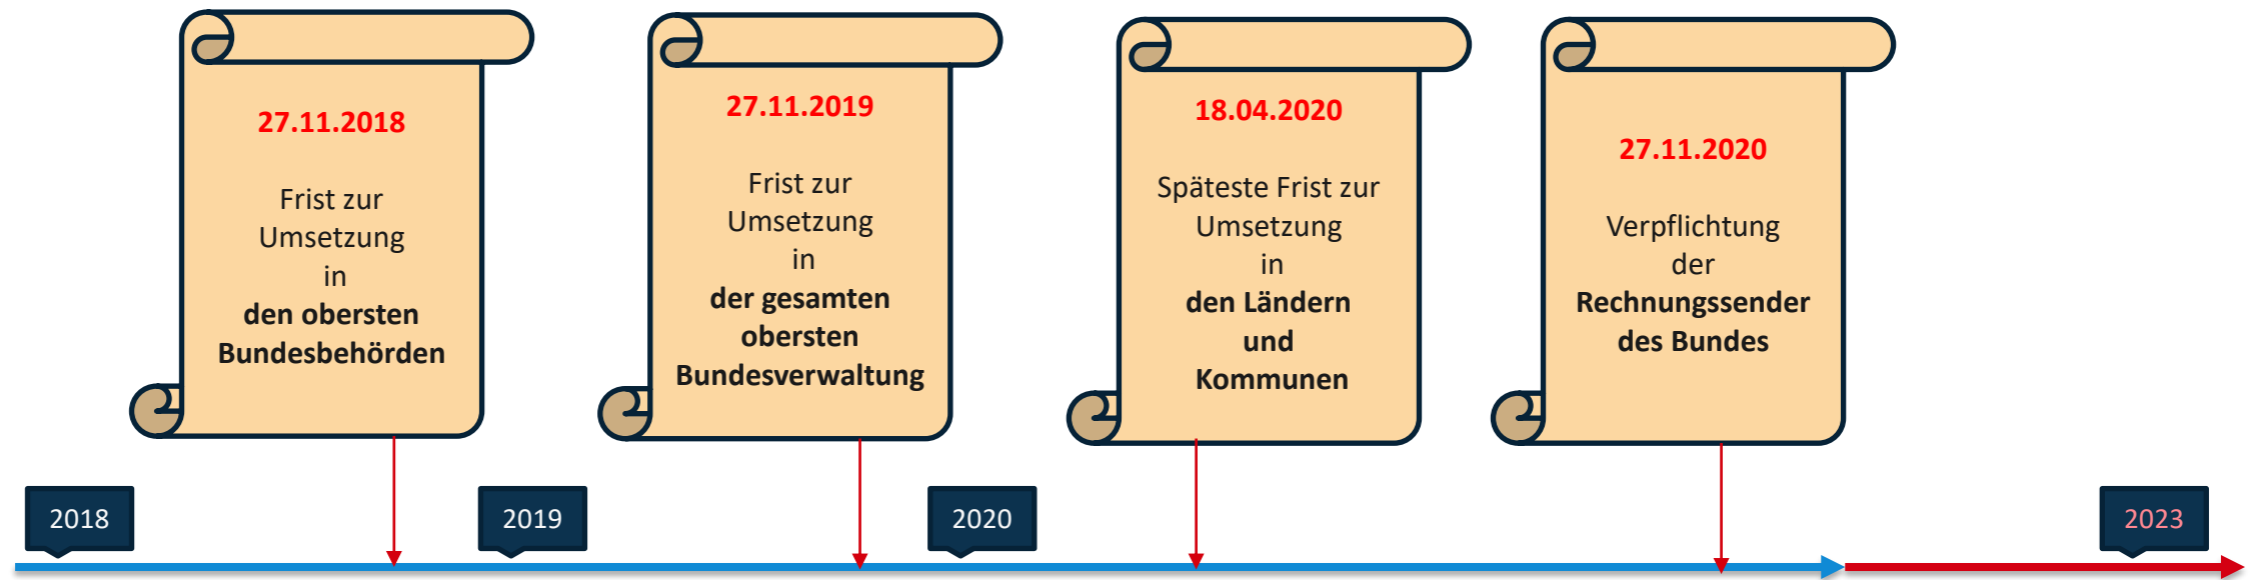 27.11.2018
Frist zur
Umsetzung
in
den obersten
Bundesbehörden
27.11.2019
Frist zur
Umsetzung
in
der gesamten
obersten
Bundesverwaltung
18.04.2020
Späteste Frist zur
Umsetzung
in
den Ländern
und
Kommunen
27.11.2020
Verpflichtung
der
Rechnungssender
des Bundes
2018
2019
2020
2023